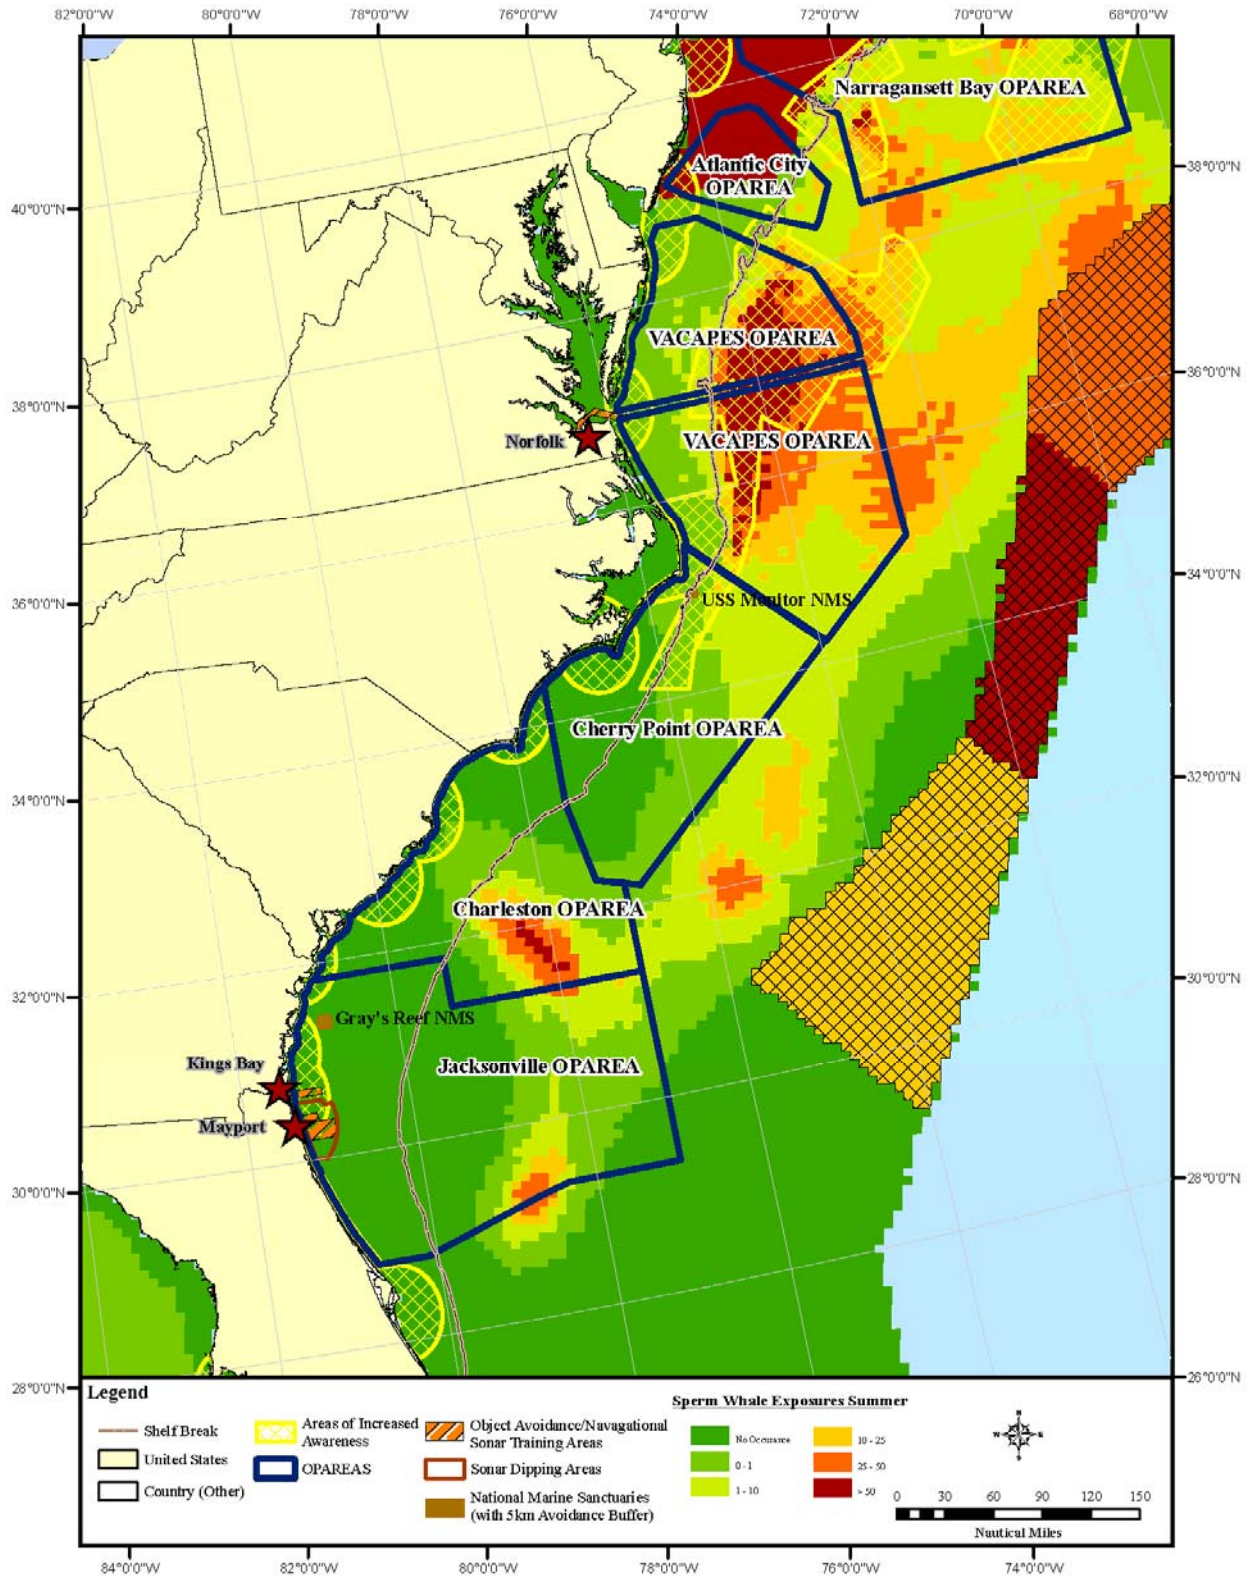 82°0'0"W 80°0'0"W 78°0'0"W 76°0'0"W 74°0'0"W 72°0'0"W 70°0'0"W 68°0'0"W
Narragansett Bay OPAREA
Atlantic City
OPAREA
38°0'0"N
40°0'0"N
VACAPES OPAREA
36°0'0"N
38°0'0"N
Norfolk
VACAPES OPAREA
34°0'0"N
36°0'0"N
USS Monitor NMS
Cherry Point OPAREA
32°0'0"N
34°0'0"N
Charleston OPAREA
30°0'0"N
32°0'0"N
Gray's Reef NMS
Kings Bay
Jacksonville OPAREA
Mayport
28°0'0"N
30°0'0"N
26°0'0"N
28°0'0"N
Legend
Shelf Break
United States
Country (Other)
Areas of Increased
Awareness
OPAREAS
Object Avoidance/Navagational
Sonar Training Areas
Sonar Dipping Areas
National Marine Sanctuaries
(with 5km Avoidance Buffer)
Sperm Whale Exposures Summer
No Occurance
0 - 1
1 - 10
10 - 25
25 - 50
> 50
N
W E
S
0 30 60 90 120 150
Nautical Miles
84°0'0"W 82°0'0"W 80°0'0"W 78°0'0"W 76°0'0"W 74°0'0"W